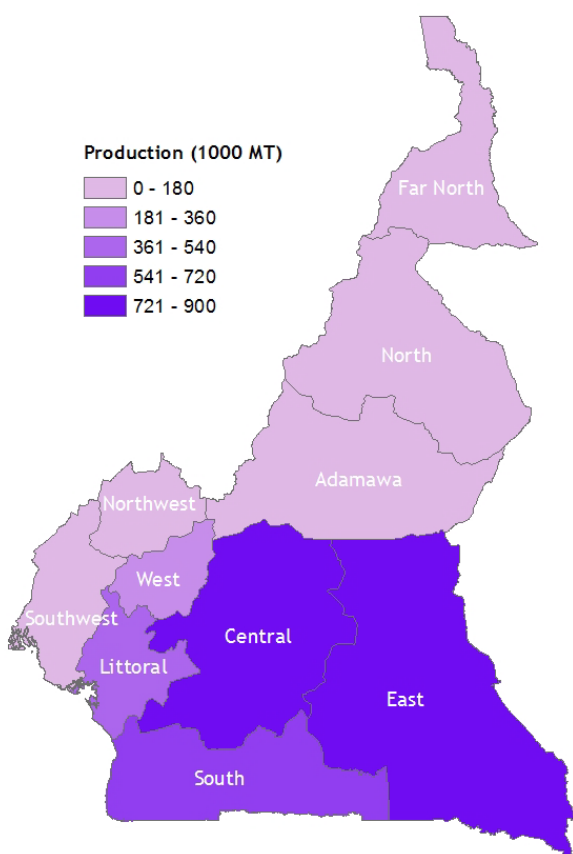 Production (1000 MT)
0 - 180
181 - 360
361 - 540
541 - 720
721 - 900
Far North
North
Adamawa
Northwest
West
Southwest
Central
Littoral
East
South